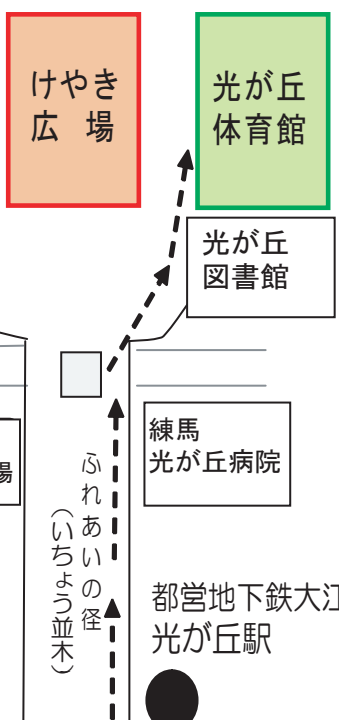 けやき
広場
光が丘
体育館
光が丘
図書館
練馬
光が丘病院
場
ふれあいの径
（いちょう並木）
都営地下鉄大江
光が丘駅